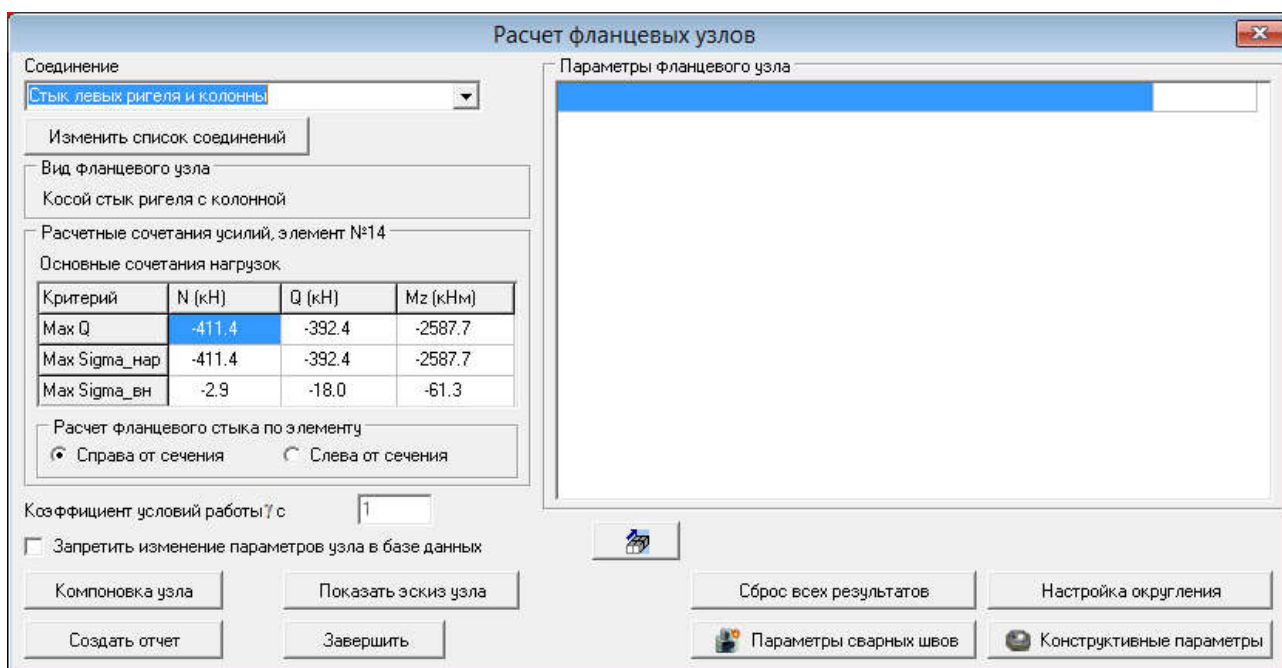 Расчет фланцевых узлов
Соединение
Стык левых ригеля и колонны
Изменить список соединений
Вид фланцевого узла
Косой стык ригеля с колонной
Расчетные сочетания усилий, элемент №14
Основные сочетания нагрузок
Критерий N (кН) Q (кН) Mz (кНм)
Max Q -411.4 -392.4 -2587.7
Max Sigma_нар -411.4 -392.4 -2587.7
Max Sigma_вн -2.9 -18.0 -61.3
Расчет фланцевого стыка по элементу
Справа от сечения Слева от сечения
Коэффициент условий работы γ с 1
Запретить изменение параметров узла в базе данных
Компоновка узла Показать эскиз узла
Создать отчет Завершить
Параметры фланцевого узла
Сброс всех результатов Настройка округления
Параметры сварных швов Конструктивные параметры